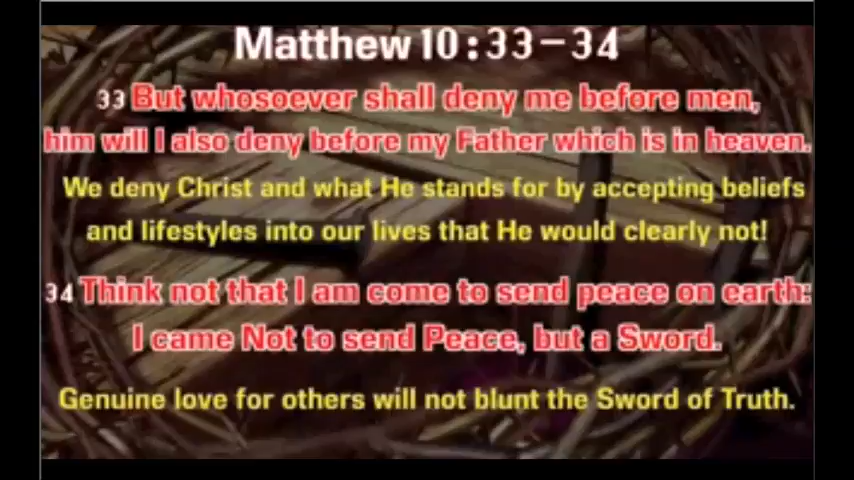 Matthew 10:33-34
33 But whosoever shall deny me before men,
him will I also deny before my Father which is in heaven.
We deny Christ and what He stands for by accepting beliefs
and lifestyles into our lives that He would clearly not!
34 Think not that I am come to send peace on earth:
I came Not to send Peace, but a Sword.
Genuine love for others will not blunt the Sword of Truth.